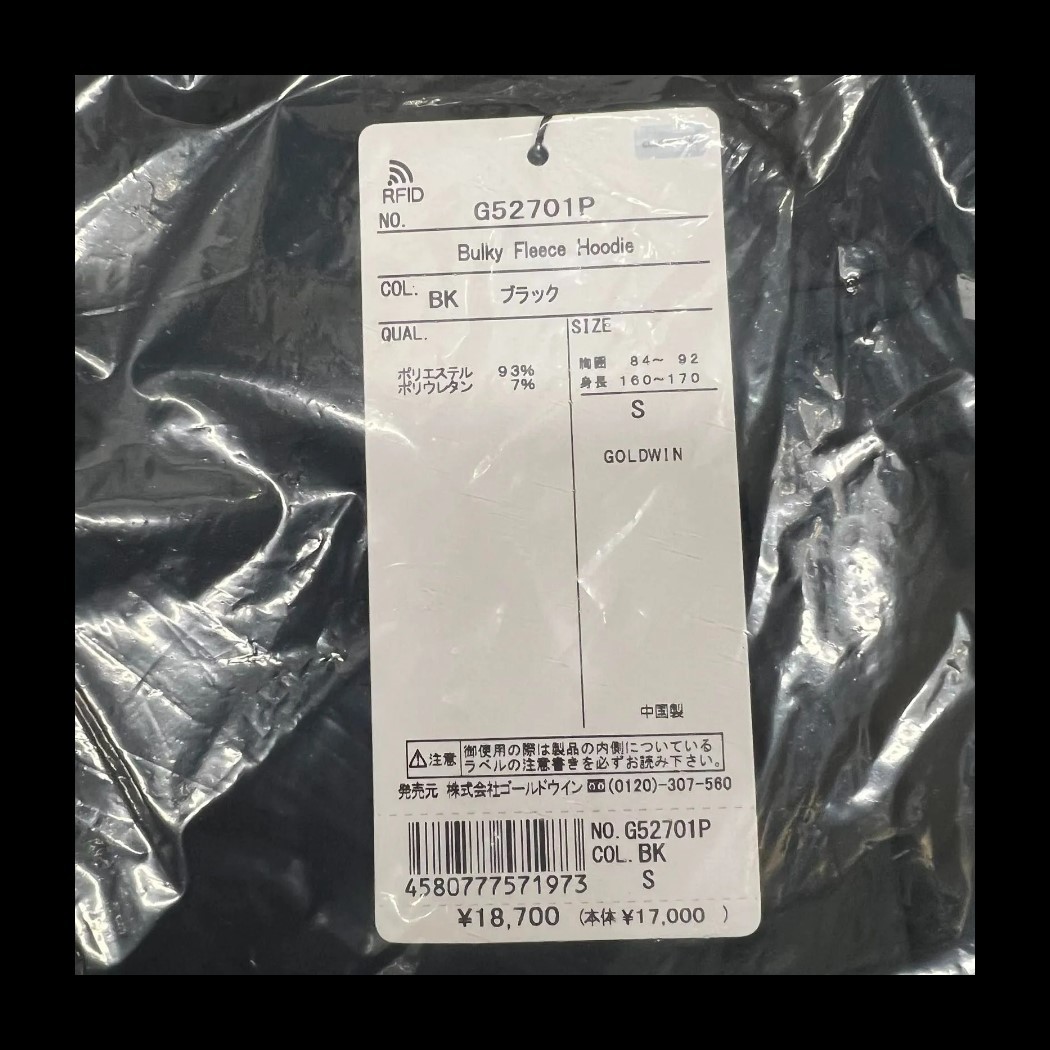 RFID
NO. G52701P
Bulky Fleece Hoodie
COL. BK ブラック
QUAL.
ポリエステル 93%
ポリウレタン 7%
SIZE
胸囲 84~ 92
身長 160~170
S
GOLDWIN
中国製
注意 御使用の際は製品の内側についている
ラベルの注意書きを必ずお読み下さい。
発売元 株式会社ゴールドウイン (0120)-307-560
NO. G52701P
COL. BK
S
4580777571973
¥18,700 (本体 ¥17,000 )